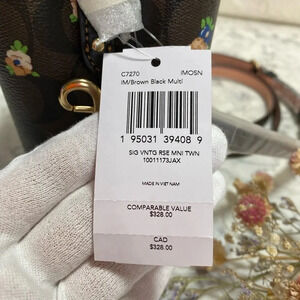 C7270 IMOSN
IM/Brown Black Multi
1 95031 39408 9
SIG VNTG RSE MNI TWN
10011173JAX
MADE IN VIETNAM
COMPARABLE VALUE
$328.00
CAD
$328.00